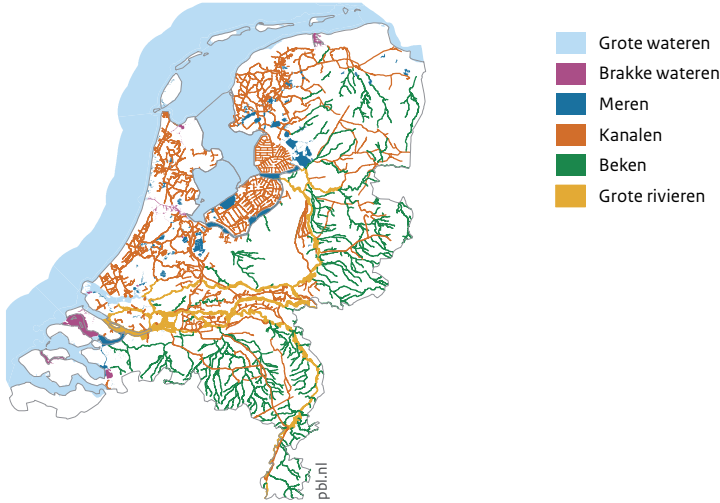 Grote wateren
Brakke wateren
Meren
Kanalen
Beken
Grote rivieren
pbl.nl